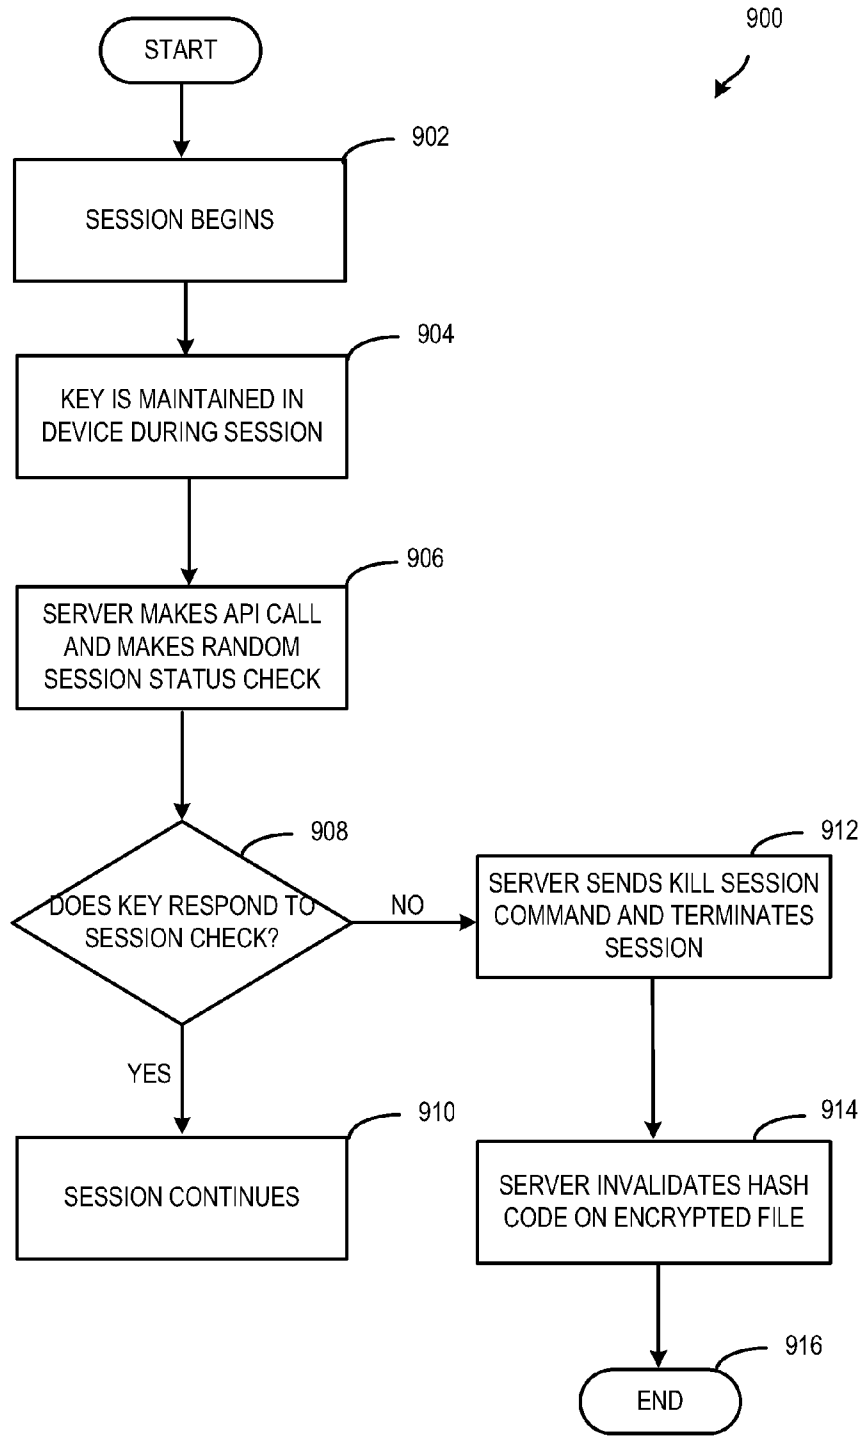 START
900
902
SESSION BEGINS
904
KEY IS MAINTAINED IN
DEVICE DURING SESSION
906
SERVER MAKES API CALL
AND MAKES RANDOM
SESSION STATUS CHECK
908
DOES KEY RESPOND TO
SESSION CHECK?
NO
912
SERVER SENDS KILL SESSION
COMMAND AND TERMINATES
SESSION
YES
910
SESSION CONTINUES
914
SERVER INVALIDATES HASH
CODE ON ENCRYPTED FILE
916
END